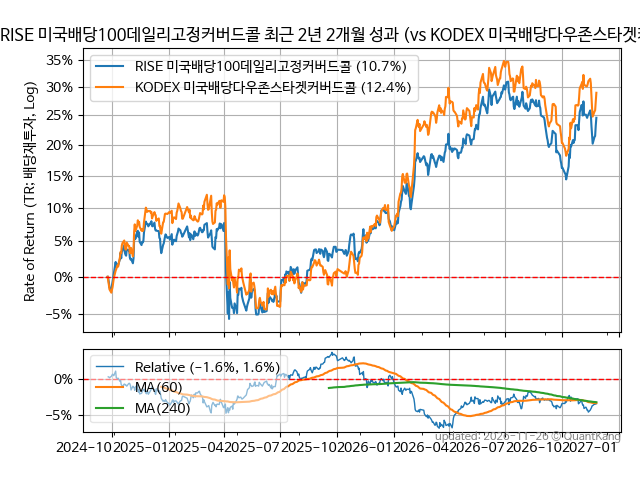 RISE 미국배당100데일리고정커버드콜 최근 2년 2개월 성과 (vs KODEX 미국배당다우존스타겟커
35%
30%
25%
20%
15%
10%
5%
0%
−5%
Rate of Return (TR: 배당재투자, Log)
RISE 미국배당100데일리고정커버드콜 (10.7%)
KODEX 미국배당다우존스타겟커버드콜 (12.4%)
0%
−5%
Relative (−1.6%, 1.6%)
MA(60)
MA(240)
2024-10 2025-01 2025-04 2025-07 2025-10 2026-01 2026-04 2026-07 2026-10 2027-01
updated: 2026-11-26 © QuantKang